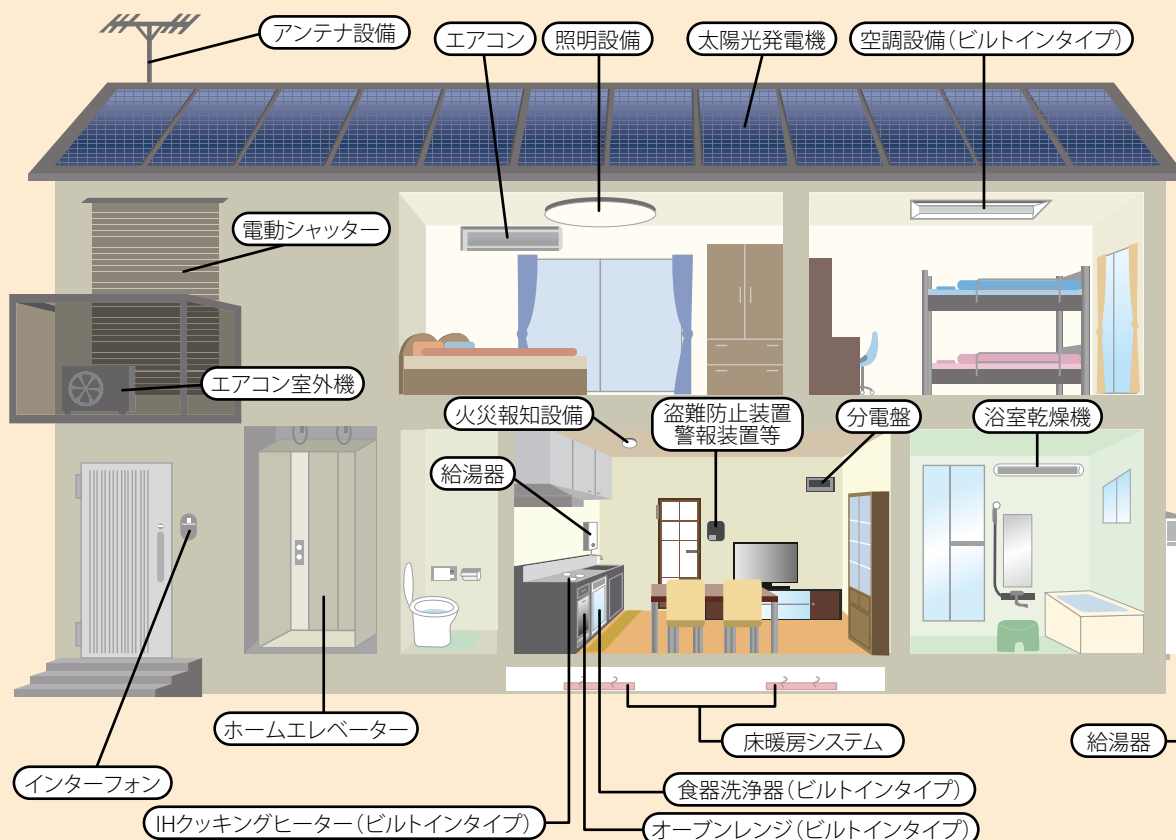 アンテナ設備
エアコン
照明設備
太陽光発電機
空調設備(ビルトインタイプ)
電動シャッター
エアコン室外機
火災報知設備
盗難防止装置
警報装置等
分電盤
浴室乾燥機
給湯器
ホームエレベーター
床暖房システム
給湯器
インターフォン
食器洗浄器(ビルトインタイプ)
IHクッキングヒーター(ビルトインタイプ)
オーブンレンジ(ビルトインタイプ)